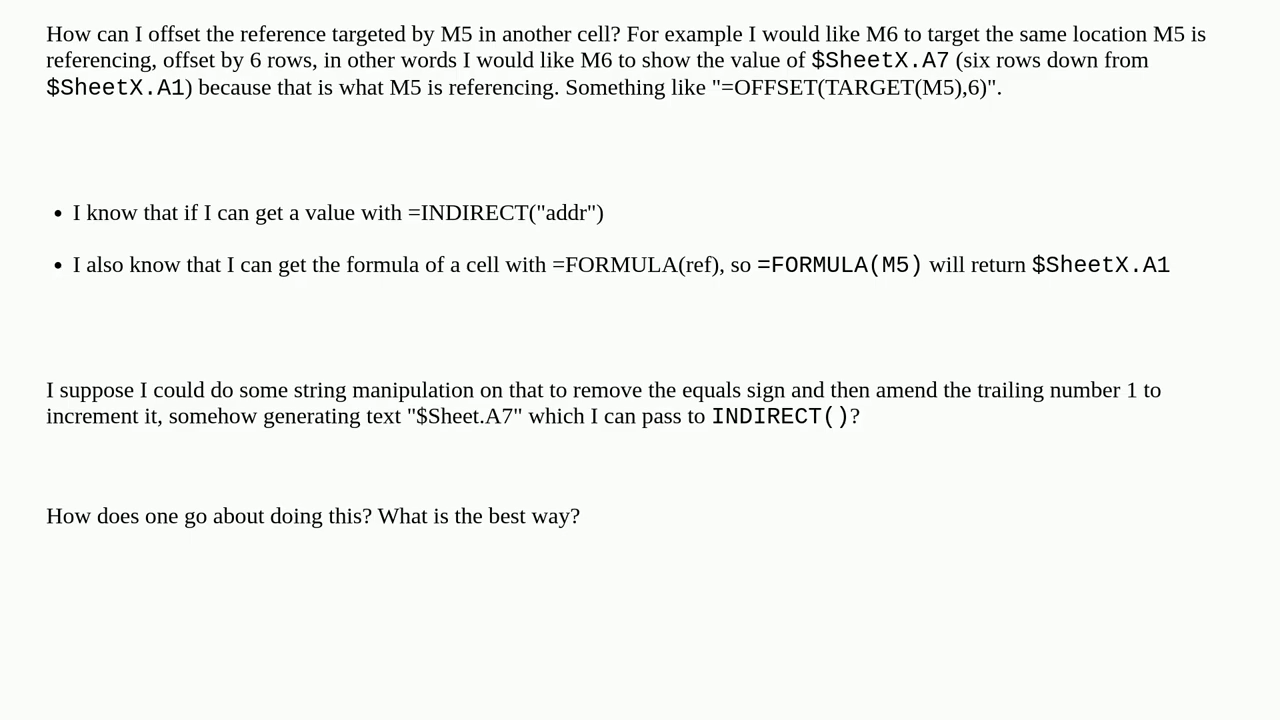 How can I offset the reference targeted by M5 in another cell? For example I would like M6 to target the same location M5 is
referencing, offset by 6 rows, in other words I would like M6 to show the value of $SheetX.A7 (six rows down from
$SheetX.A1) because that is what M5 is referencing. Something like "=OFFSET(TARGET(M5),6)".
• I know that if I can get a value with =INDIRECT("addr")
• I also know that I can get the formula of a cell with =FORMULA(ref), so =FORMULA(M5) will return $SheetX.A1
I suppose I could do some string manipulation on that to remove the equals sign and then amend the trailing number 1 to
increment it, somehow generating text "$Sheet.A7" which I can pass to INDIRECT()?
How does one go about doing this? What is the best way?